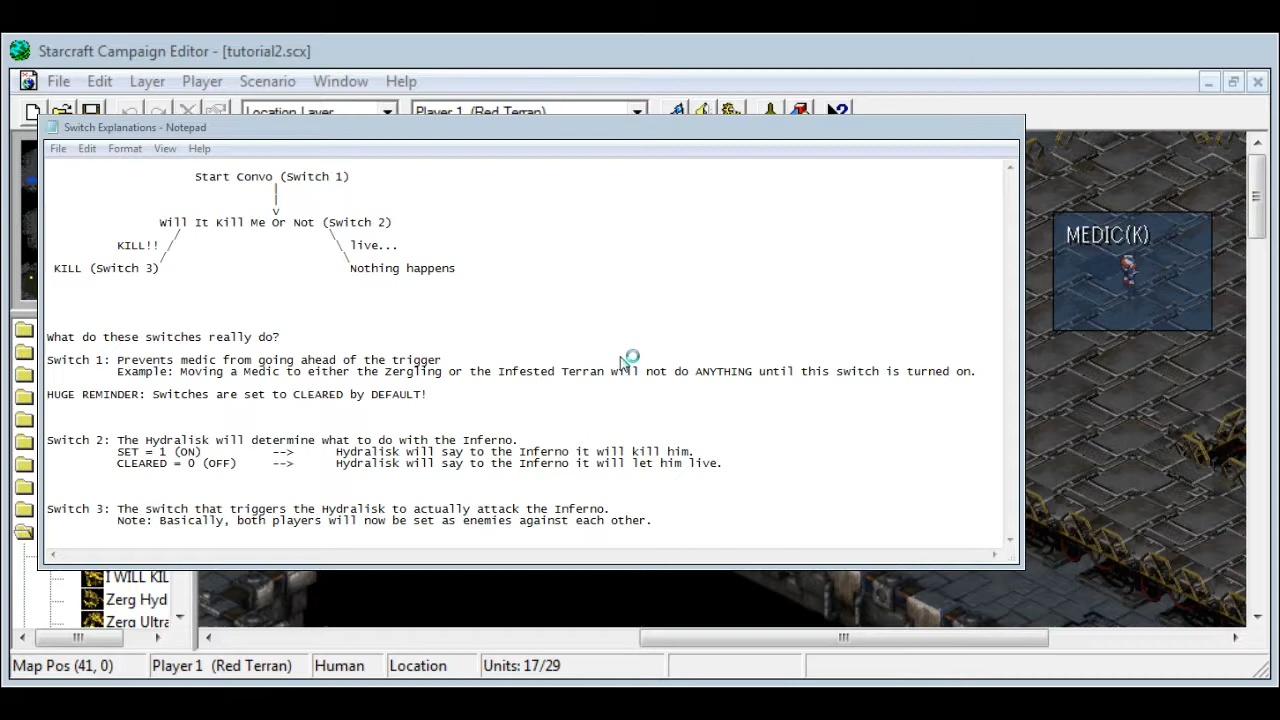 Starcraft Campaign Editor - [tutorial2.scx]
File Edit Layer Player Scenario Window Help
Location Layer Player 1 (Red Terran)
Switch Explanations - Notepad
File Edit Format View Help
Start Convo (Switch 1)
|
|
v
Will It Kill Me Or Not (Switch 2)
/ \
KILL!! / \ live...
/ \
KILL (Switch 3) Nothing happens
What do these switches really do?
Switch 1: Prevents medic from going ahead of the trigger
Example: Moving a Medic to either the Zergling or the Infested Terran will not do ANYTHING until this switch is turned on.
HUGE REMINDER: Switches are set to CLEARED by DEFAULT!
Switch 2: The Hydralisk will determine what to do with the Inferno.
SET = 1 (ON) --> Hydralisk will say to the Inferno it will kill him.
CLEARED = 0 (OFF) --> Hydralisk will say to the Inferno it will let him live.
Switch 3: The switch that triggers the Hydralisk to actually attack the Inferno.
Note: Basically, both players will now be set as enemies against each other.
MEDIC(K)
I WILL KIL
Zerg Hyd
Zerg Ultra
Map Pos (41, 0) Player 1 (Red Terran) Human Location Units: 17/29